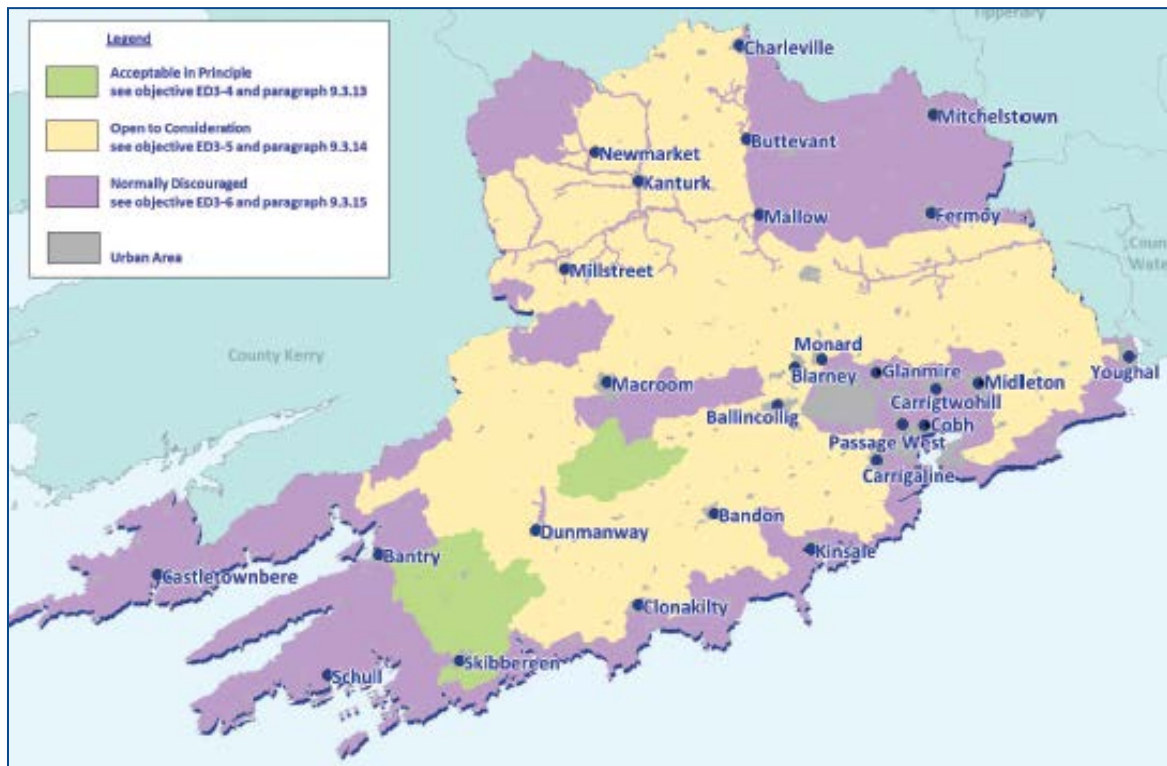 Tipperary
Legend
Acceptable in Principle
see objective ED3-4 and paragraph 9.3.13
Open to Consideration
see objective ED3-5 and paragraph 9.3.14
Normally Discouraged
see objective ED3-6 and paragraph 9.3.15
Urban Area
Charleville
Mitchelstown
Newmarket
Buttevant
Kanturk
Mallow
Fermoy
Coun
Wate
Millstreet
County Kerry
Monard
Blarney
Glanmire
Youghal
Macroom
Midleton
Carrigtwohill
Ballincollig
Cobh
Passage West
Carrigaline
Bandon
Dunmanway
Kinsale
Bantry
Castletownbere
Clonakilty
Skibbereen
Schull